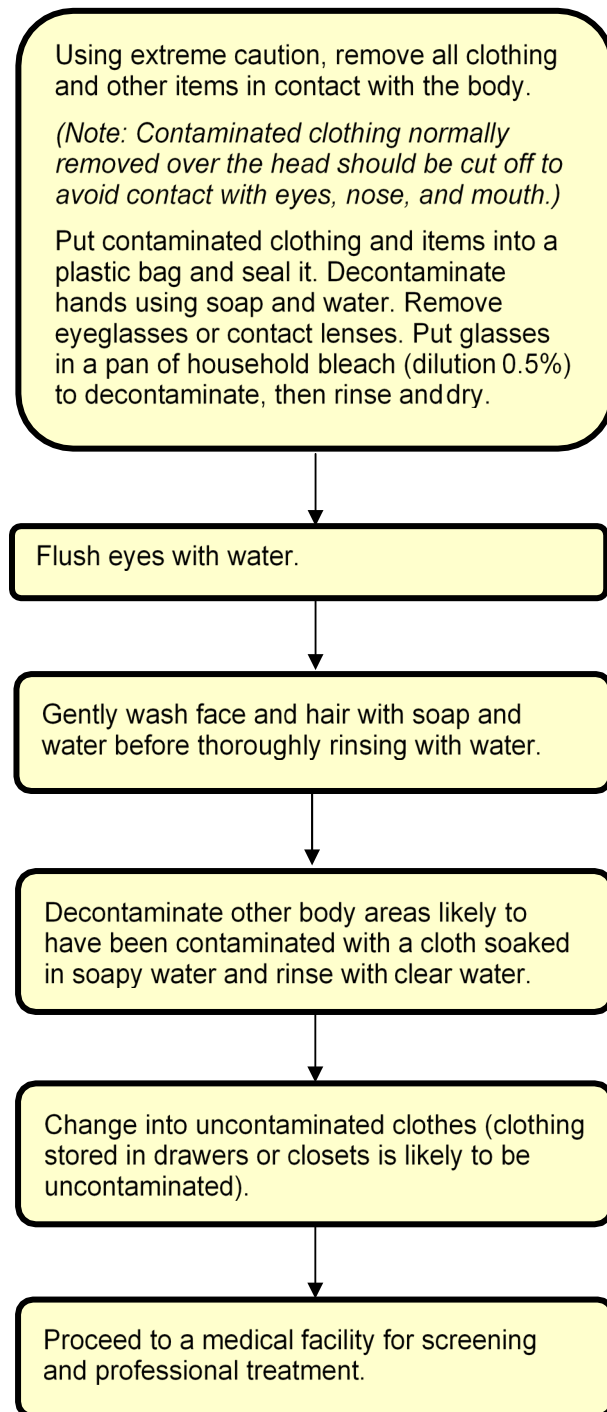 Using extreme caution, remove all clothing
and other items in contact with the body.
(Note: Contaminated clothing normally
removed over the head should be cut off to
avoid contact with eyes, nose, and mouth.)
Put contaminated clothing and items into a
plastic bag and seal it. Decontaminate
hands using soap and water. Remove
eyeglasses or contact lenses. Put glasses
in a pan of household bleach (dilution 0.5%)
to decontaminate, then rinse and dry.
Flush eyes with water.
Gently wash face and hair with soap and
water before thoroughly rinsing with water.
Decontaminate other body areas likely to
have been contaminated with a cloth soaked
in soapy water and rinse with clear water.
Change into uncontaminated clothes (clothing
stored in drawers or closets is likely to be
uncontaminated).
Proceed to a medical facility for screening
and professional treatment.